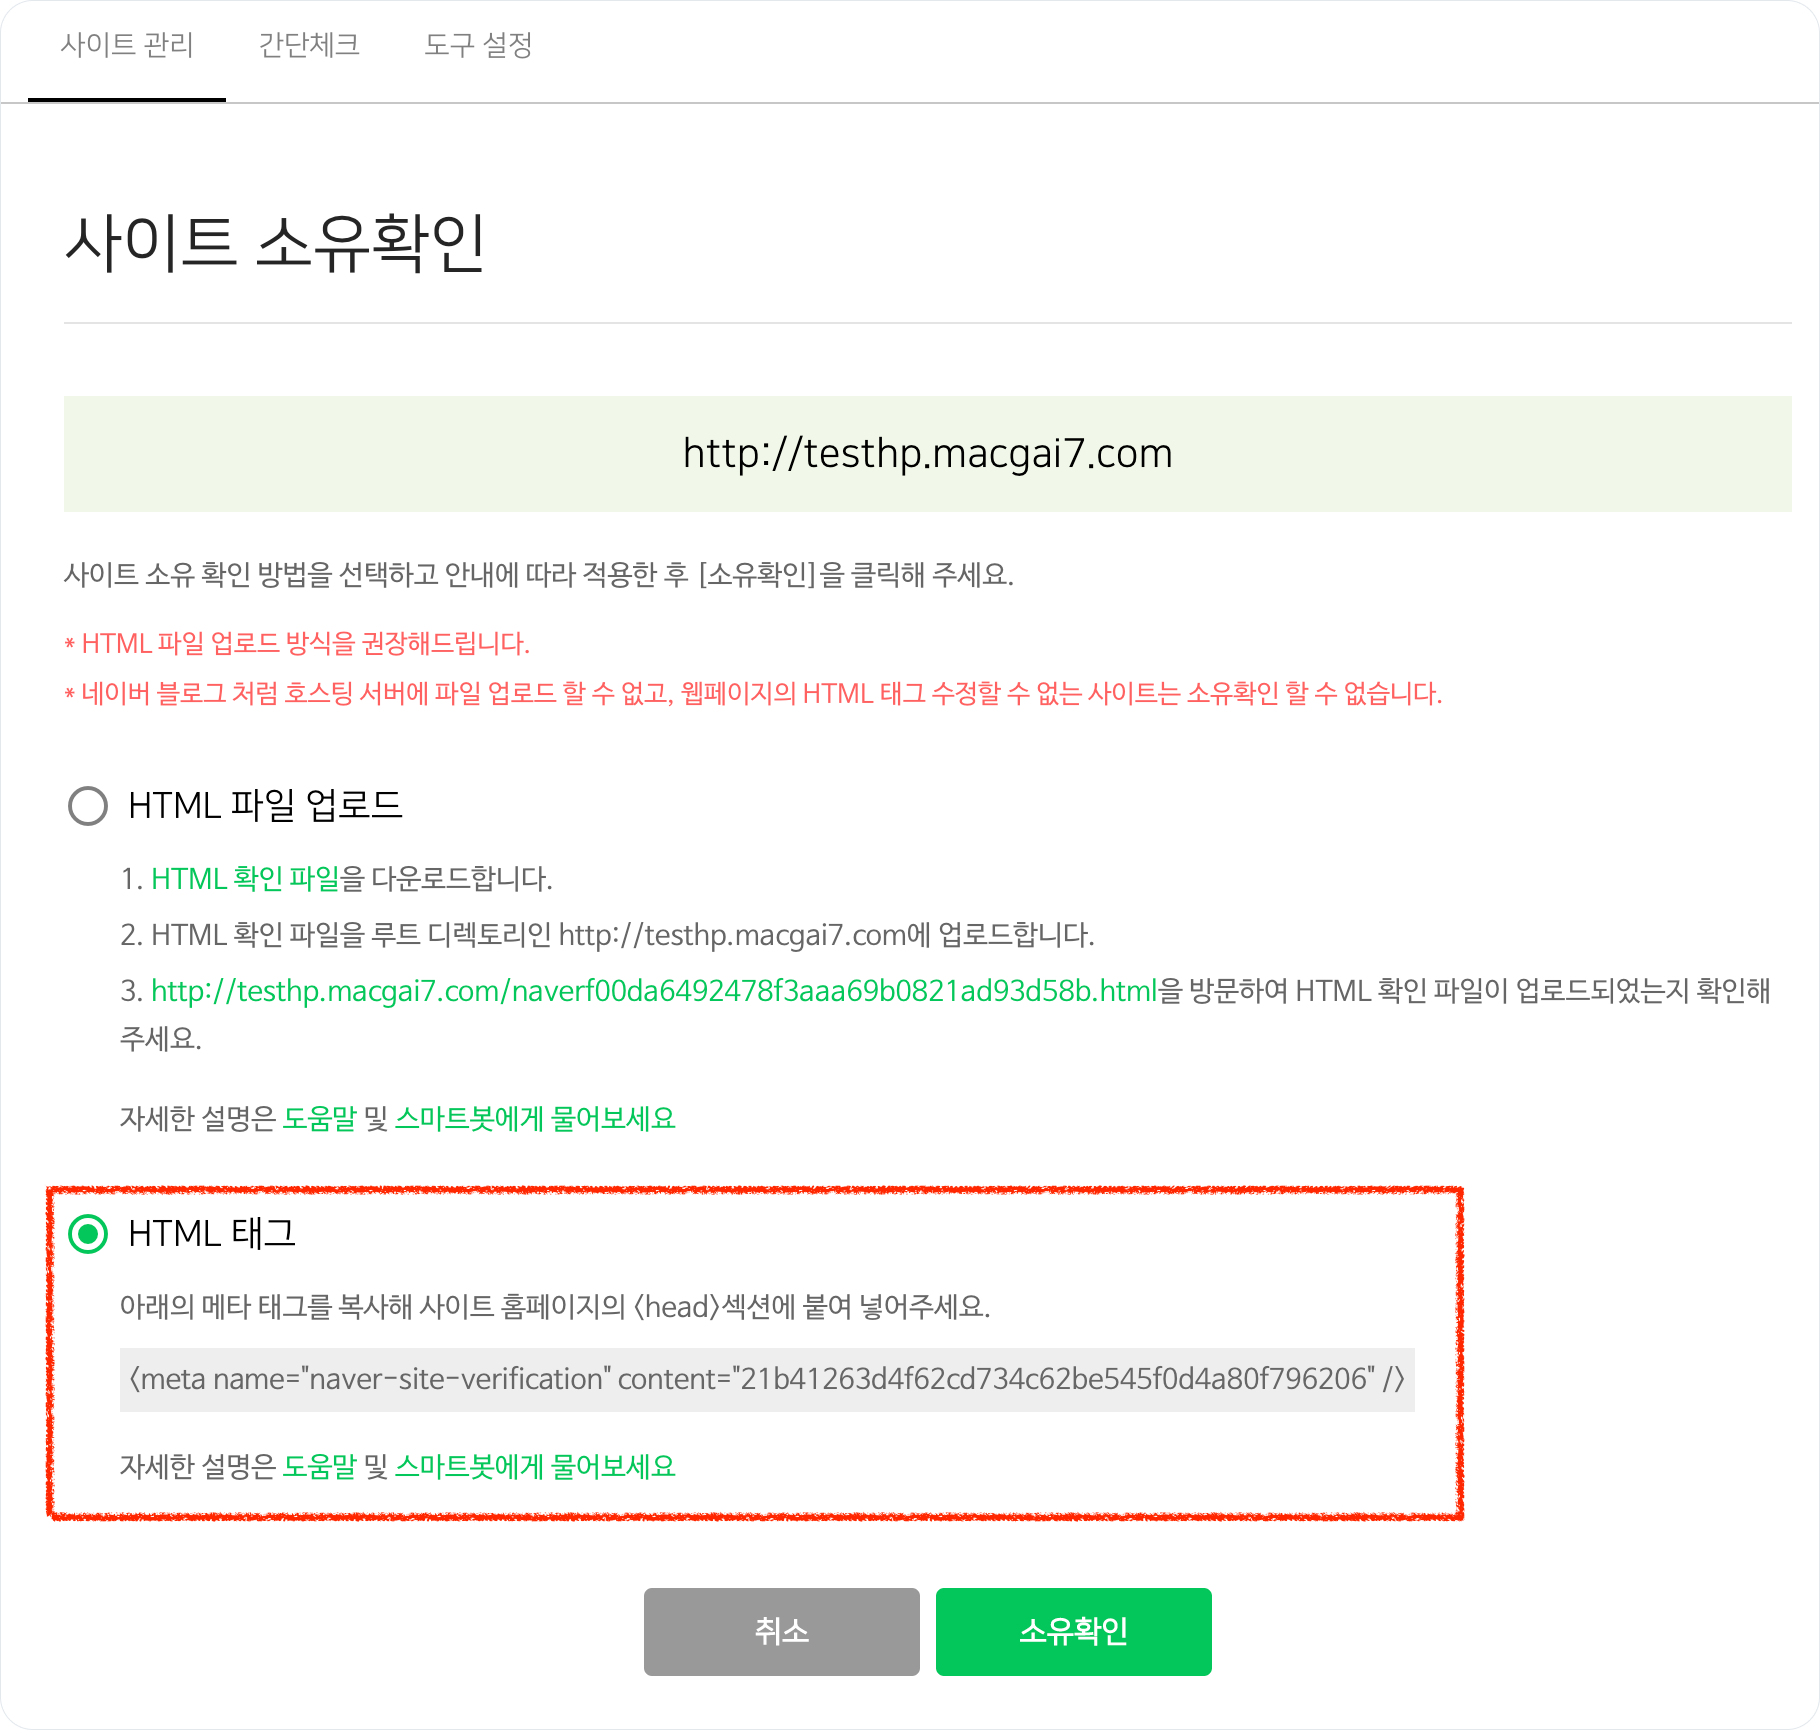 사이트 관리 간단체크 도구 설정
사이트 소유확인
http://testhp.macgai7.com
사이트 소유 확인 방법을 선택하고 안내에 따라 적용한 후 [소유확인]을 클릭해 주세요.
* HTML 파일 업로드 방식을 권장해드립니다.
* 네이버 블로그 처럼 호스팅 서버에 파일 업로드 할 수 없고, 웹페이지의 HTML 태그 수정할 수 없는 사이트는 소유확인 할 수 없습니다.
HTML 파일 업로드
1. HTML 확인 파일을 다운로드합니다.
2. HTML 확인 파일을 루트 디렉토리인 http://testhp.macgai7.com에 업로드합니다.
3. http://testhp.macgai7.com/naverf00da6492478f3aaa69b0821ad93d58b.html을 방문하여 HTML 확인 파일이 업로드되었는지 확인해
주세요.
자세한 설명은 도움말 및 스마트봇에게 물어보세요
HTML 태그
아래의 메타 태그를 복사해 사이트 홈페이지의 <head>섹션에 붙여 넣어주세요.
<meta name="naver-site-verification" content="21b41263d4f62cd734c62be545f0d4a80f796206" />
자세한 설명은 도움말 및 스마트봇에게 물어보세요
취소 소유확인